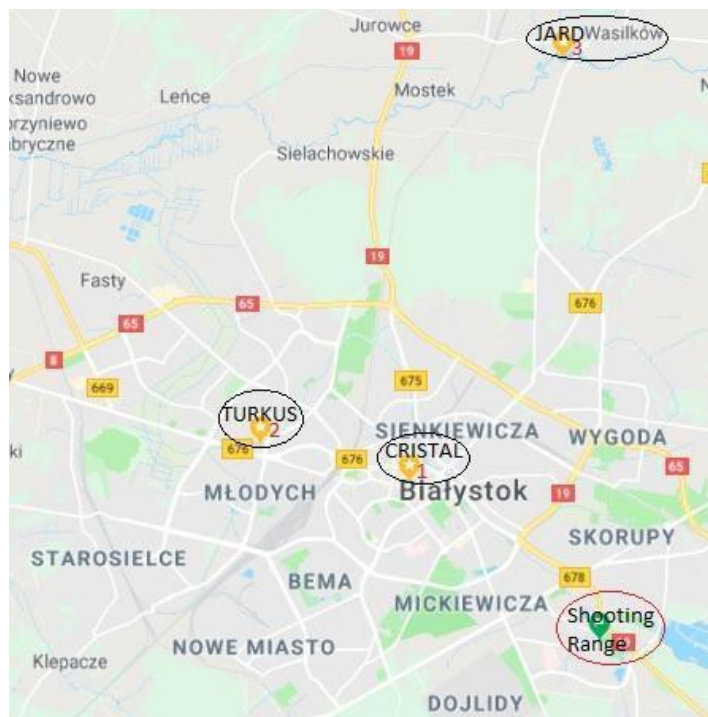 Jurowce
JARD
Wasilków
3
19
Nowe
ksandrowo
Leńce
Mostek
orzyniewo
bryczne
Sielachowskie
19
Fasty
65
676
65
8
669
675
TURKUS
2
676
SIENKIEWICZA
WYGODA
CRISTAL
676
1
65
ki
MŁODYCH
Białystok
19
SKORUPY
STAROSIELCE
BEMA
678
MICKIEWICZA
Shooting
Range
NOWE MIASTO
Klepacze
DOJLIDY